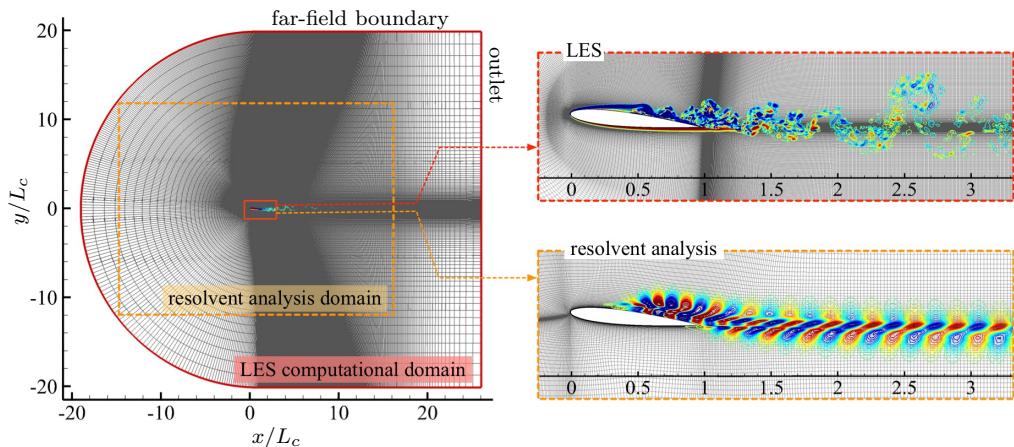 far-field boundary
outlet
20
10
0
-10
-20
y/L_c
resolvent analysis domain
LES computational domain
-20 -10 0 10 20
x/L_c
LES
0 0.5 1 1.5 2 2.5 3
resolvent analysis
0 0.5 1 1.5 2 2.5 3